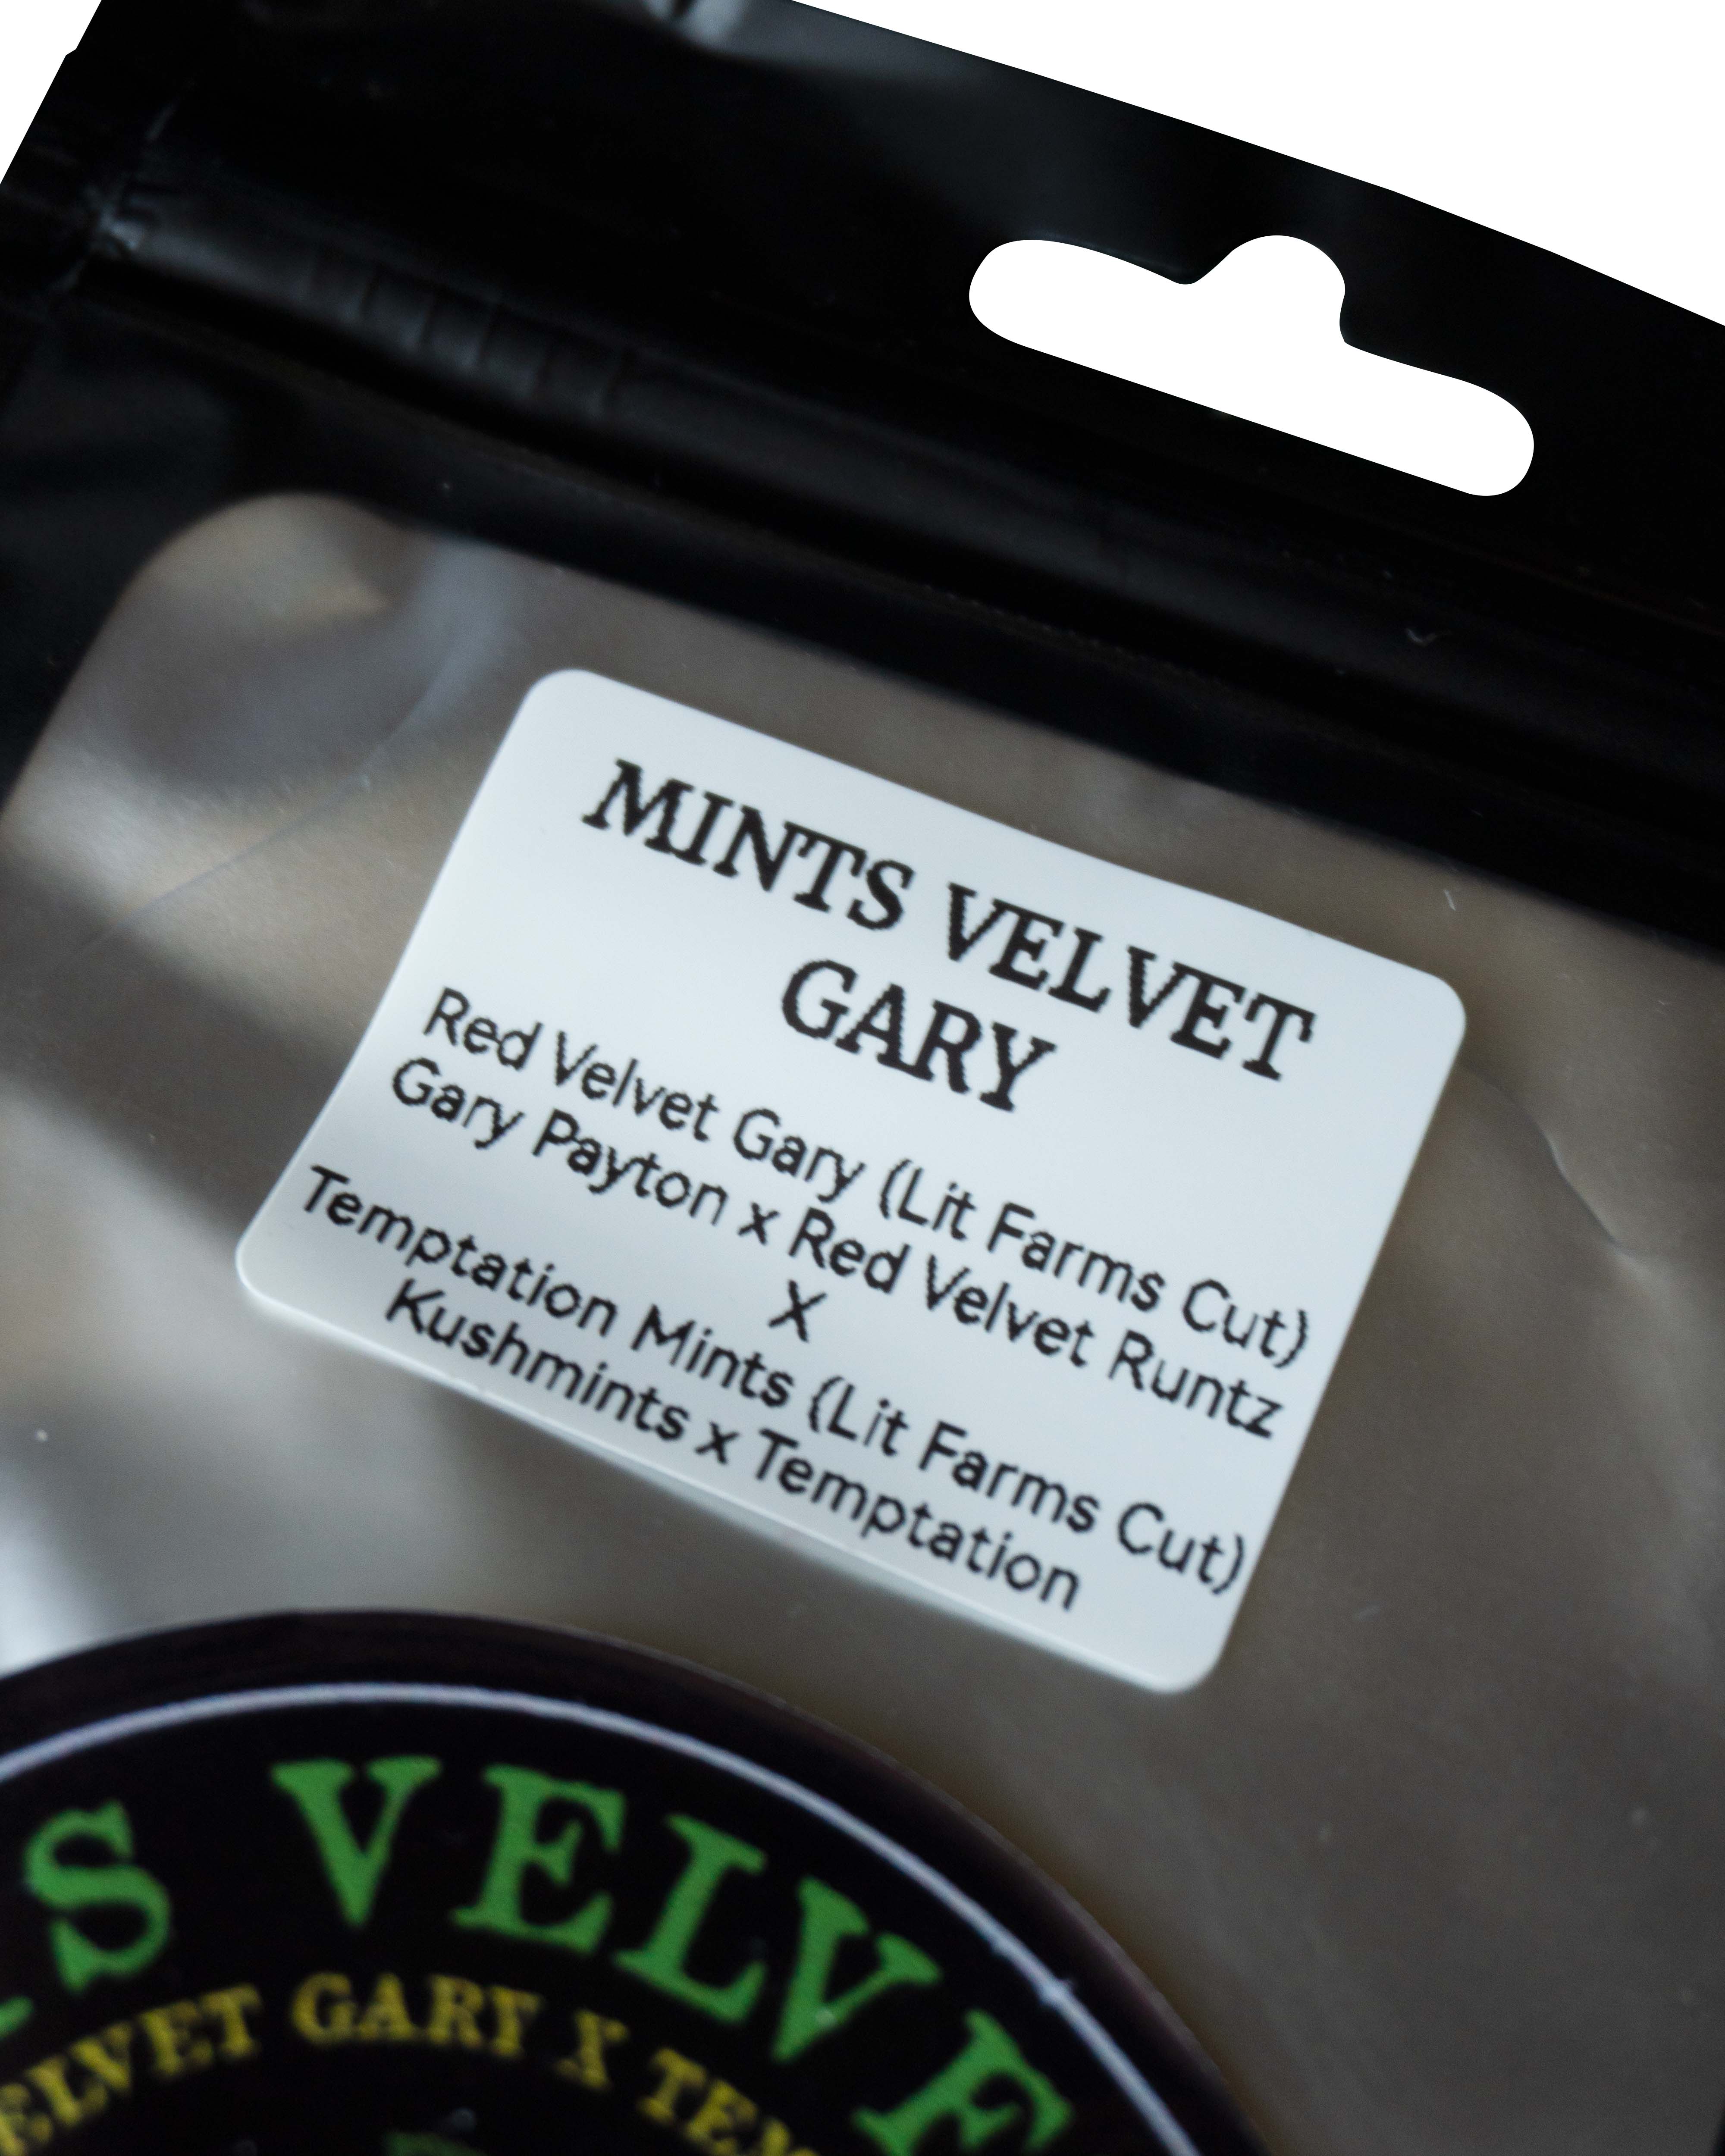 MINTS VELVET
GARY
Red Velvet Gary (Lit Farms Cut)
Gary Payton x Red Velvet Runtz
X
Temptation Mints (Lit Farms Cut)
Kushmints x Temptation
S VELVE
ELVET GARY X TEM